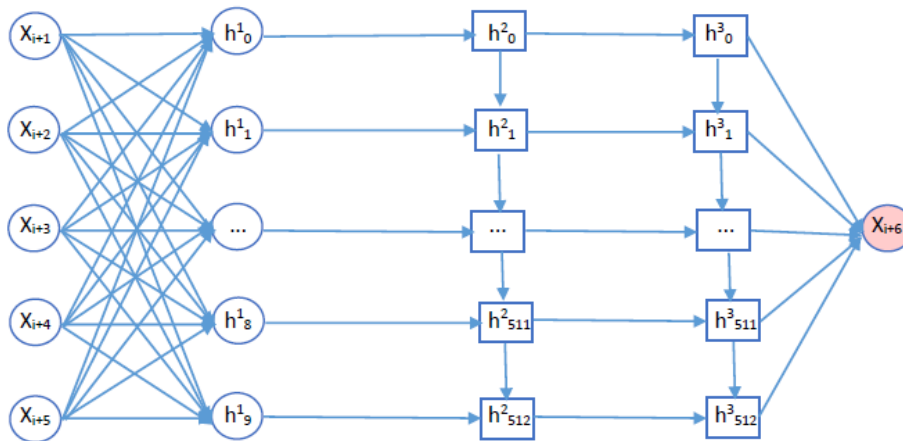 Xi+1 h¹0 h²0 h³0
Xi+2 h¹1 h²1 h³1
Xi+3 ... ... ... Xi+6
Xi+4 h¹8 h²511 h³511
Xi+5 h¹9 h²512 h³512